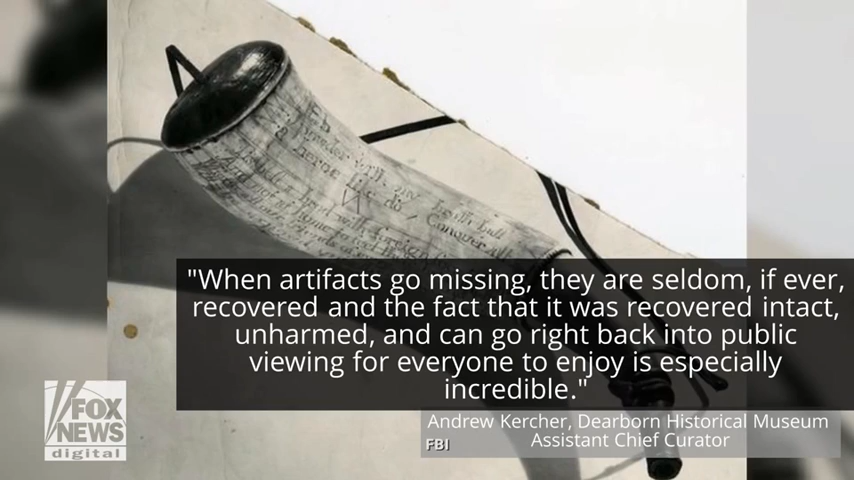 "When artifacts go missing, they are seldom, if ever,
recovered and the fact that it was recovered intact,
unharmed, and can go right back into public
viewing for everyone to enjoy is especially
incredible."
Andrew Kercher, Dearborn Historical Museum
Assistant Chief Curator
FBI
FOX
NEWS
digital